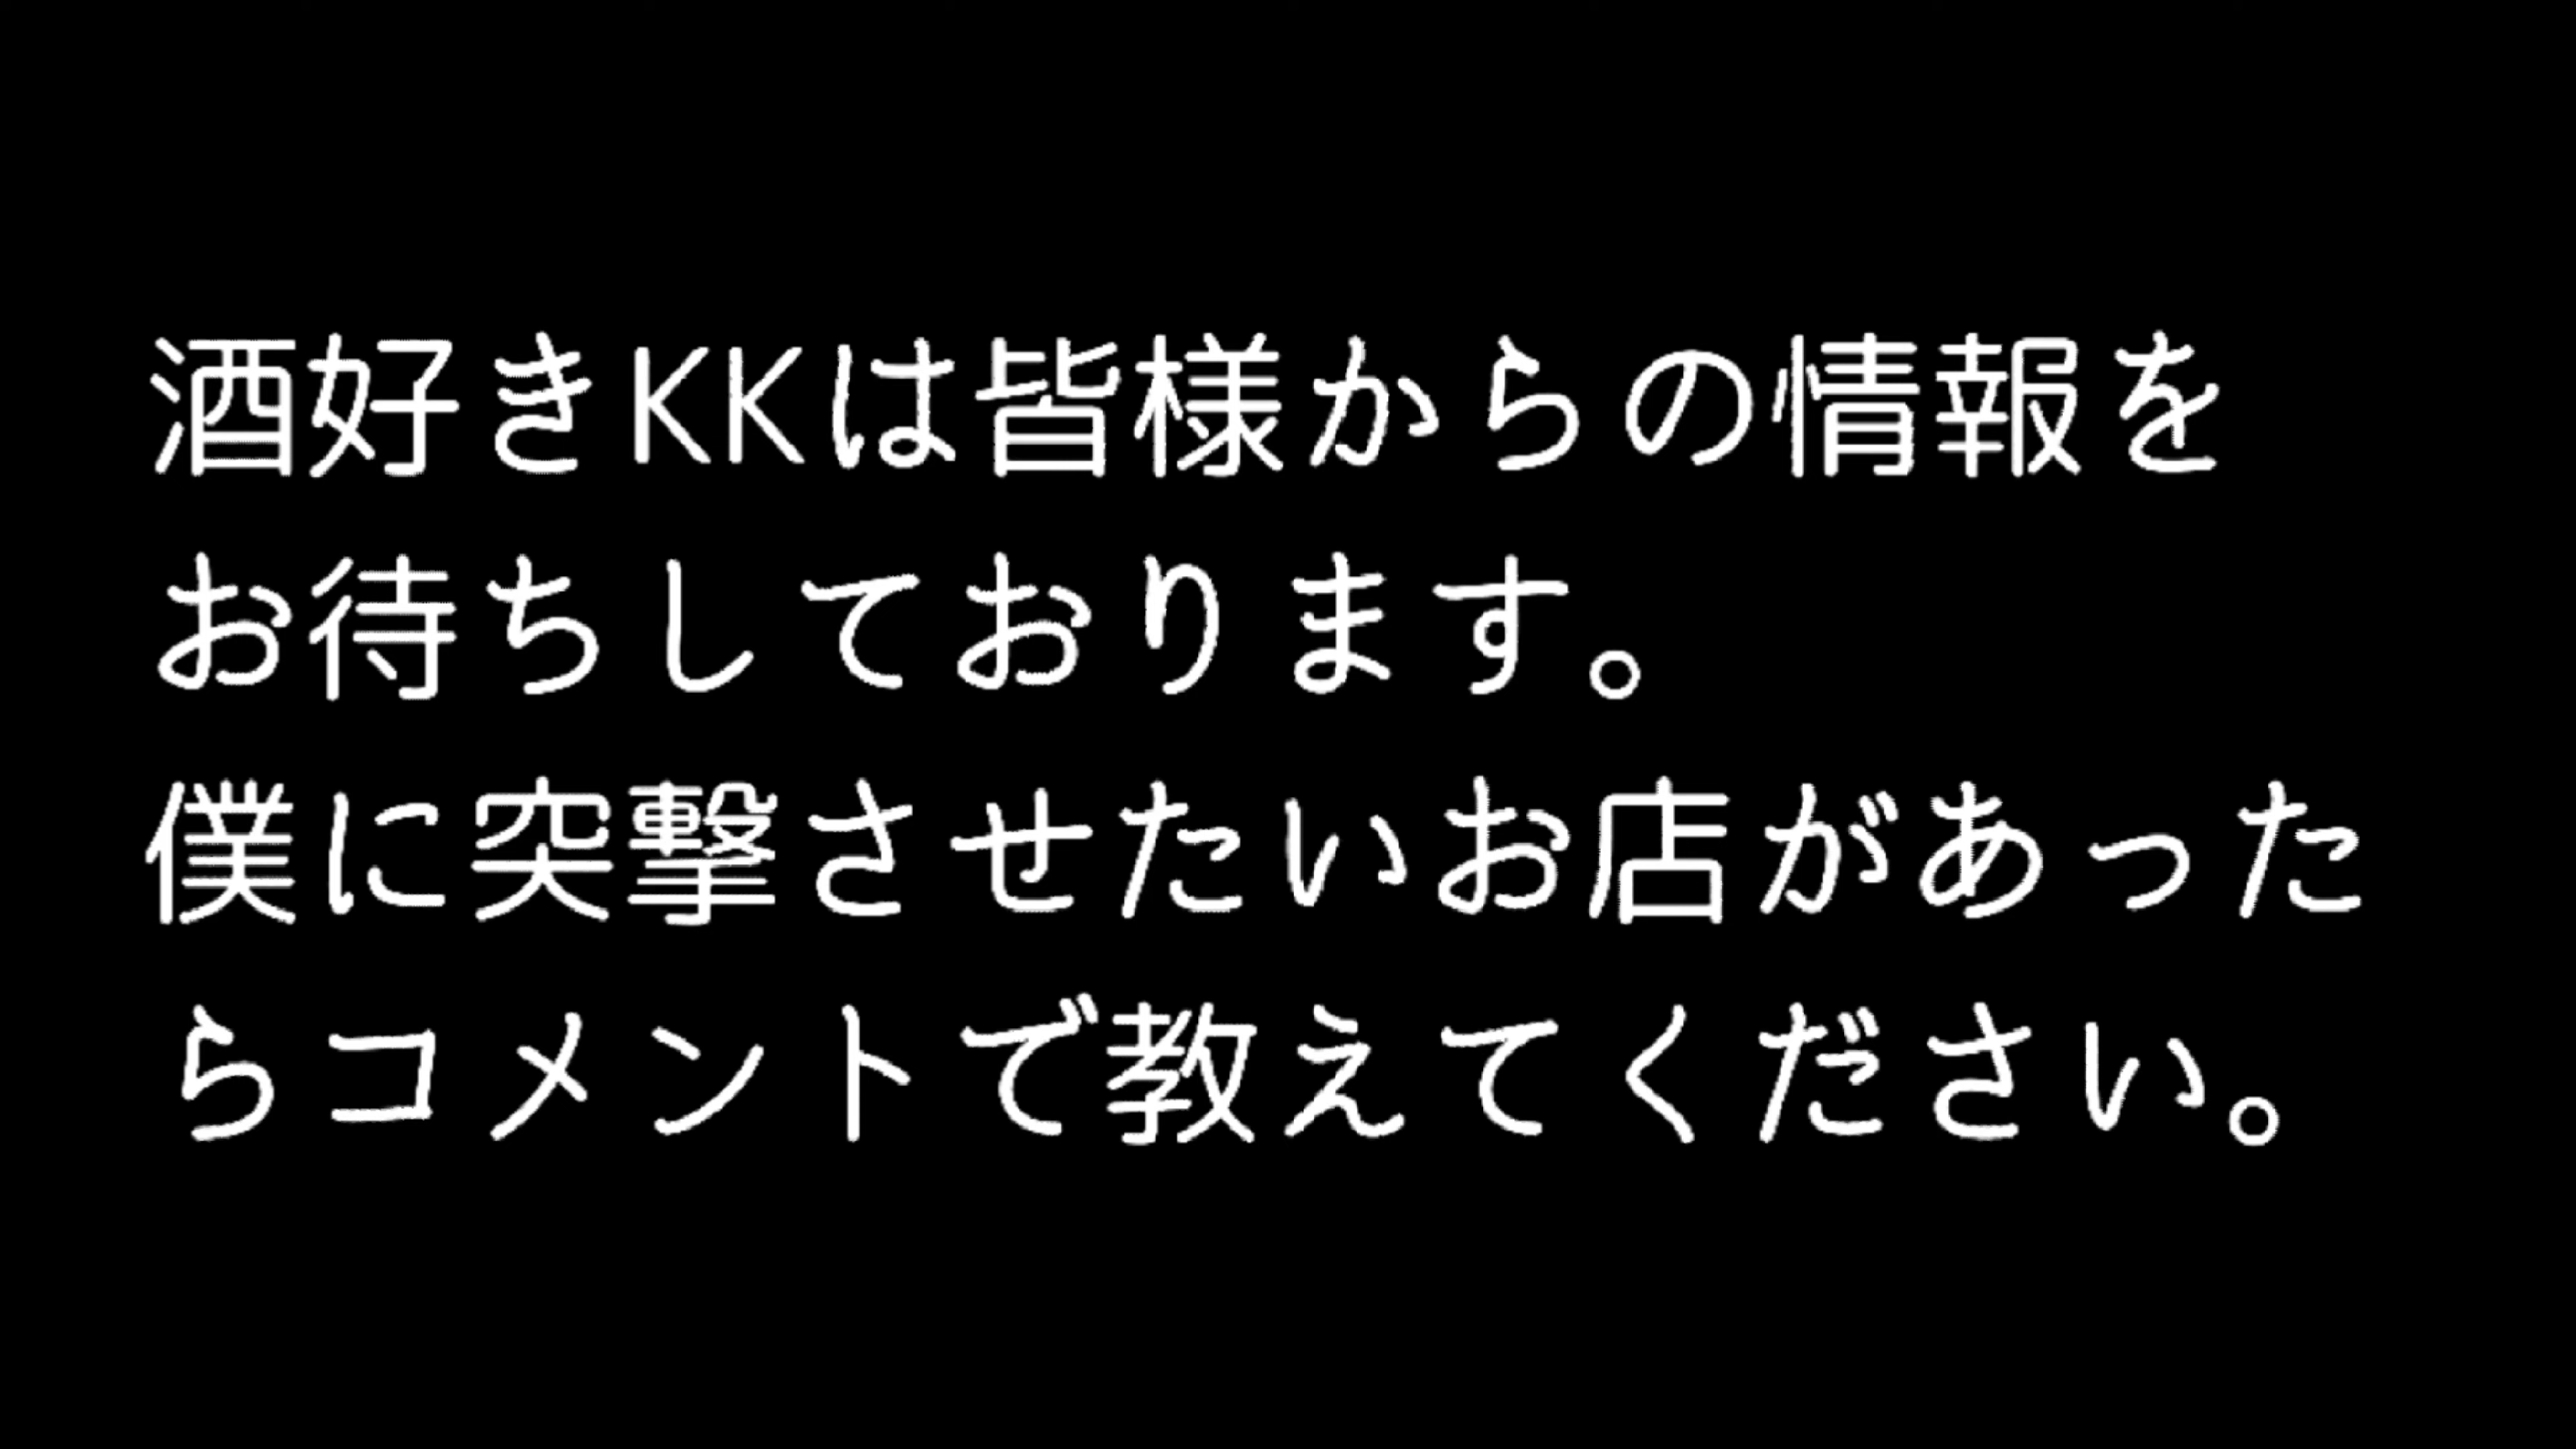 酒好きKKは皆様からの情報を
お待ちしております。
僕に突撃させたいお店があった
らコメントで教えてください。